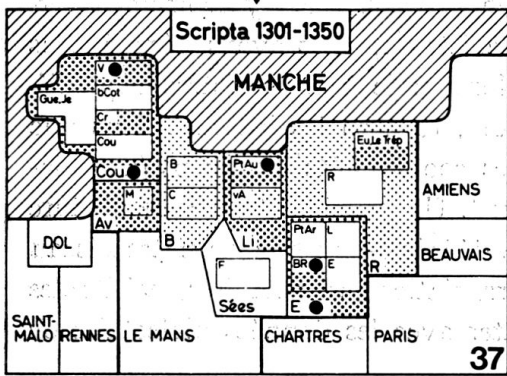 Scripta 1301-1350
MANCHE
V
bCot
Gue,Je
Cr
Cou
Cou
M
Av
B
C
B
PtAu
vA
Li
Eu,Le Trép
R
PtAr L
BR E
R
E
F
Sées
AMIENS
BEAUVAIS
DOL
SAINT-
MALO
RENNES
LE MANS
CHARTRES
PARIS
37